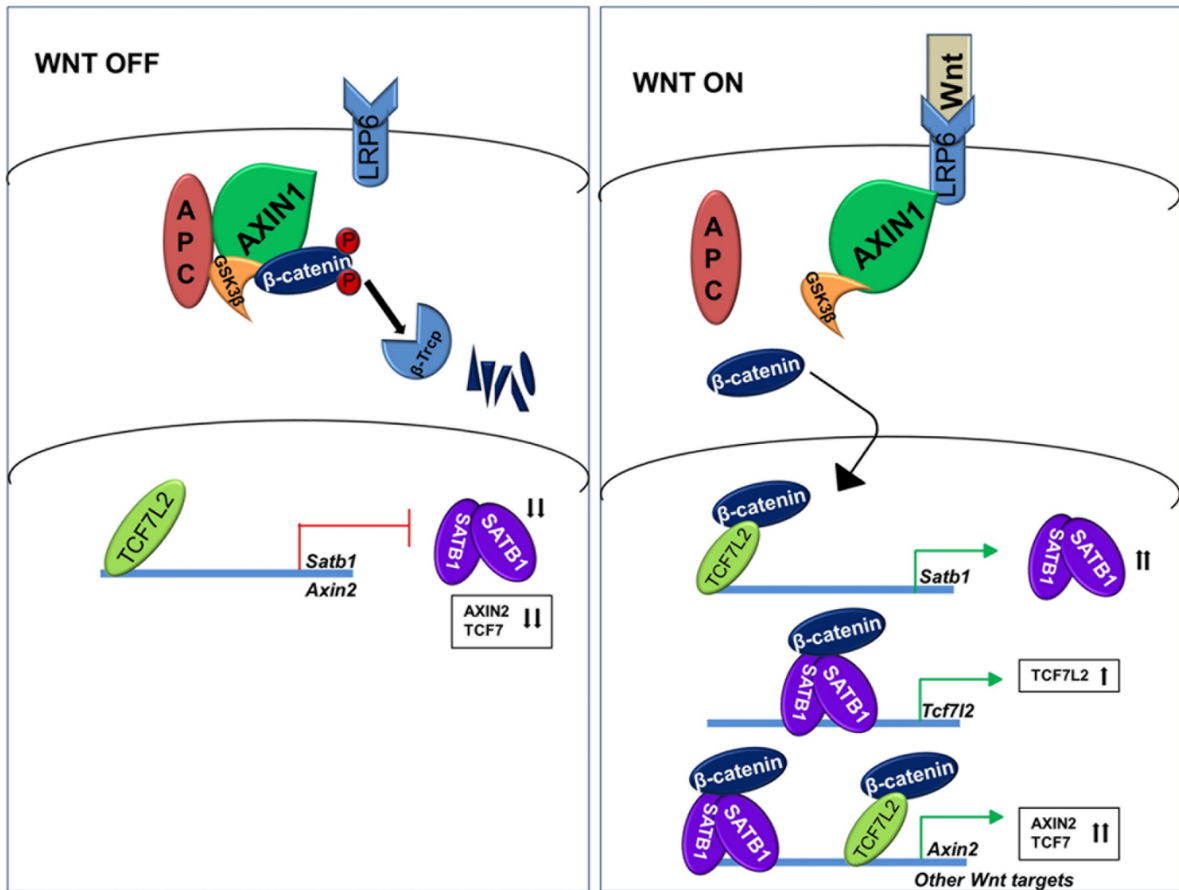 WNT OFF
LRP6
APC
AXIN1
GSK3β
β-catenin
P
P
β-Trcp
TCF7L2
Satb1
Axin2
SATB1
SATB1
AXIN2
TCF7
WNT ON
Wnt
LRP6
APC
AXIN1
GSK3β
β-catenin
β-catenin
TCF7L2
Satb1
SATB1
SATB1
β-catenin
SATB1
SATB1
Tcf7l2
TCF7L2
β-catenin
SATB1
SATB1
β-catenin
TCF7L2
Axin2
Other Wnt targets
AXIN2
TCF7